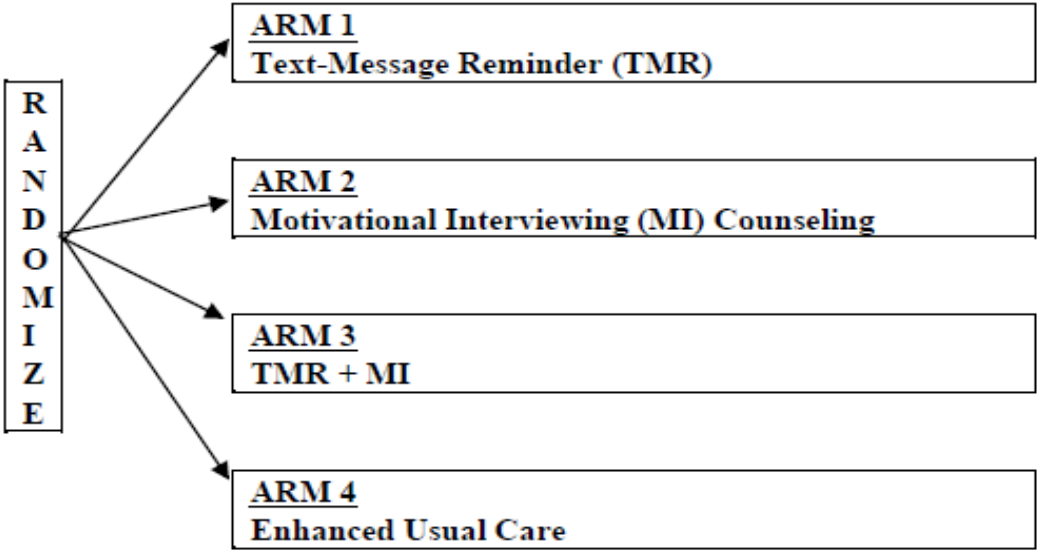 R
A
N
D
O
M
I
Z
E
ARM 1
Text-Message Reminder (TMR)
ARM 2
Motivational Interviewing (MI) Counseling
ARM 3
TMR + MI
ARM 4
Enhanced Usual Care